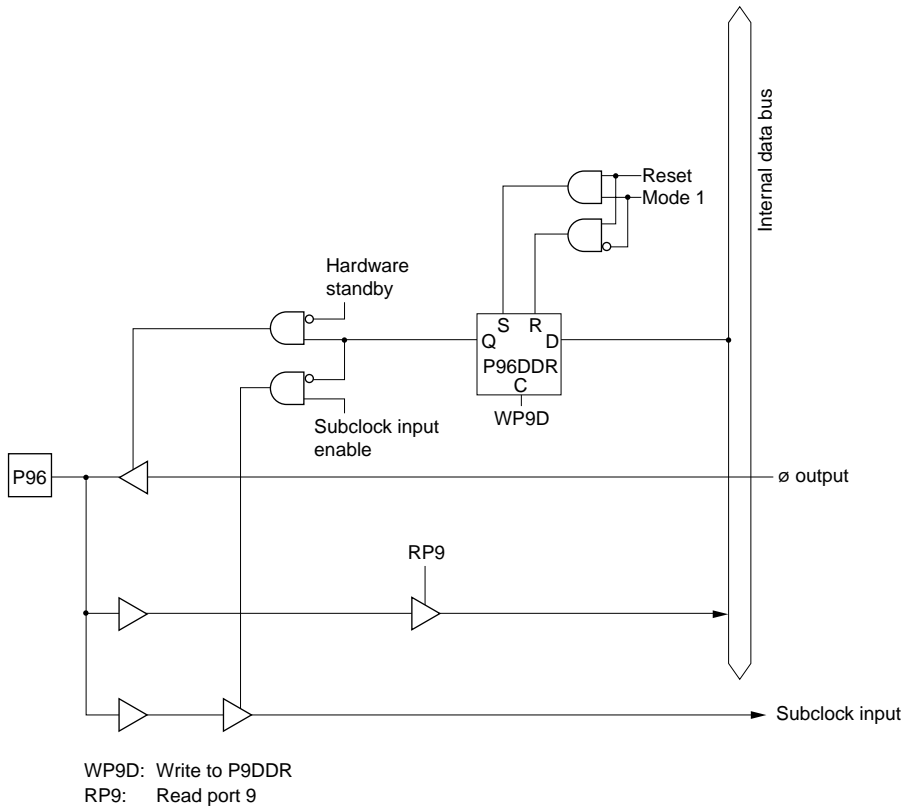 Internal data bus
Reset
Mode 1
Hardware
standby
S R
Q D
P96DDR
C
WP9D
Subclock input
enable
P96
ø output
RP9
Subclock input
WP9D: Write to P9DDR
RP9: Read port 9